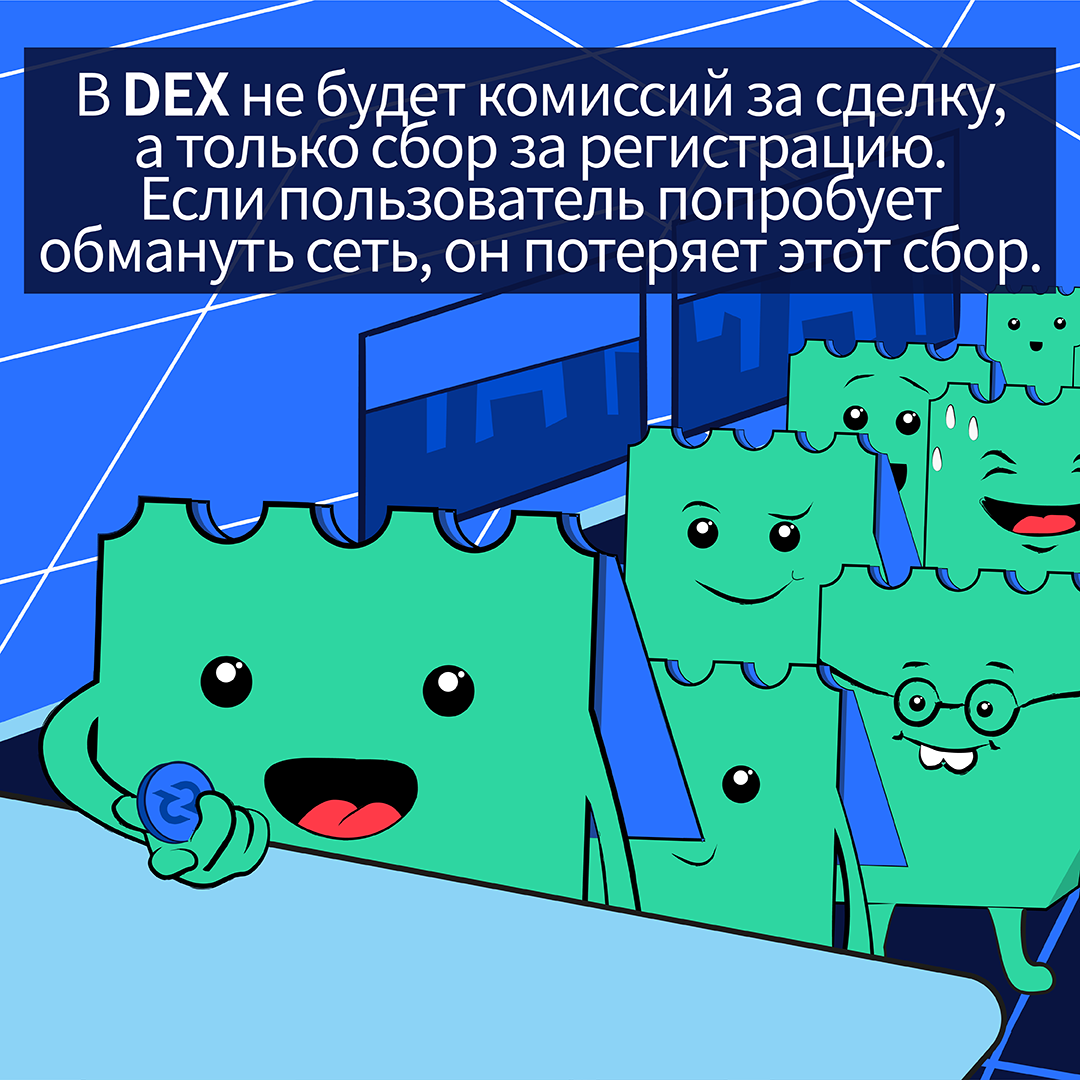 В DEX не будет комиссий за сделку,
а только сбор за регистрацию.
Если пользователь попробует
обмануть сеть, он потеряет этот сбор.